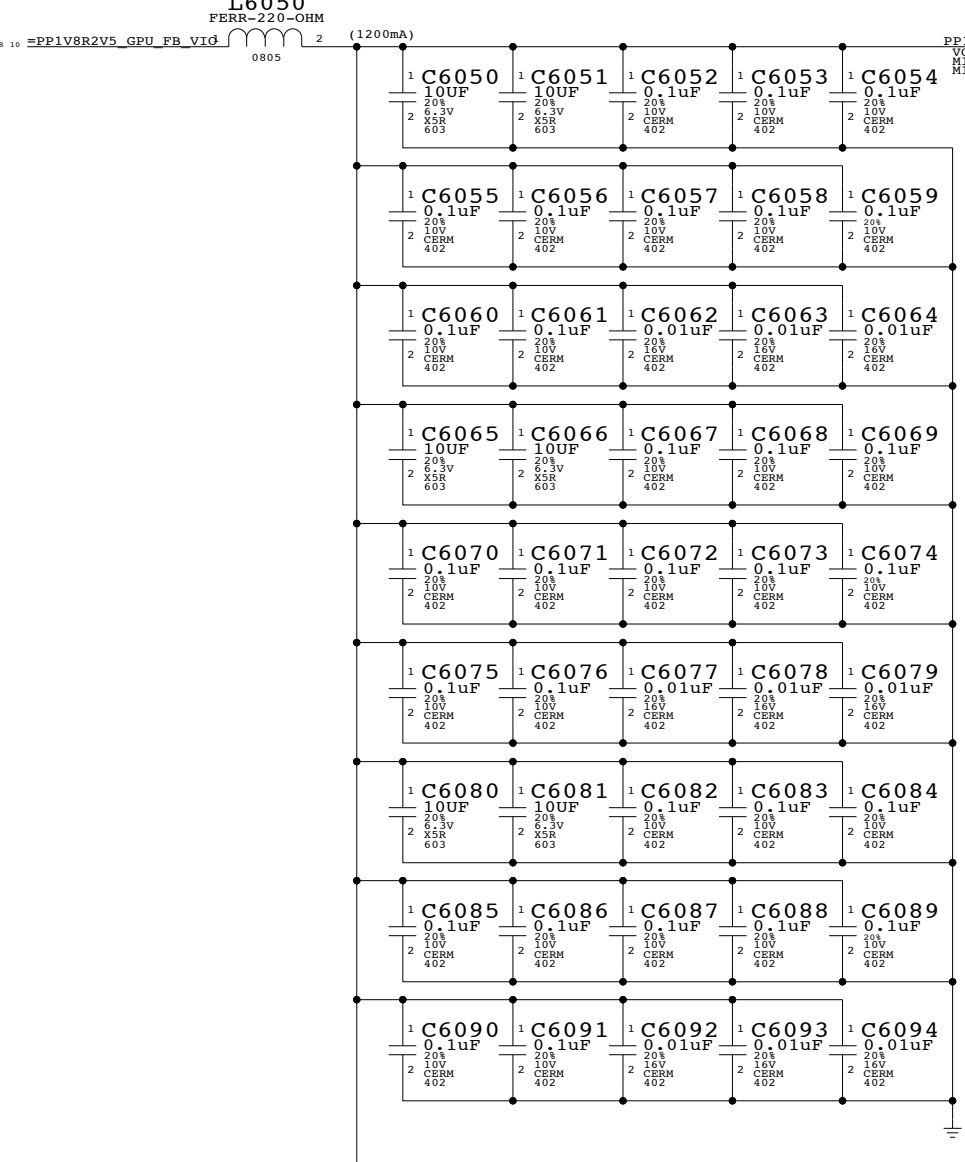 L6050
FERR-220-OHM
8 10 =PP1V8R2V5_GPU_FB_VIO 1 2 (1200mA) PP1
0805
1 C6050 1 C6051 1 C6052 1 C6053 1 C6054
10UF 10UF 0.1uF 0.1uF 0.1uF
20% 20% 20% 20% 20%
2 6.3V 2 6.3V 2 10V 2 10V 2 10V
X5R X5R CERM CERM CERM
603 603 402 402 402
1 C6055 1 C6056 1 C6057 1 C6058 1 C6059
0.1uF 0.1uF 0.1uF 0.1uF 0.1uF
20% 20% 20% 20% 20%
2 10V 2 10V 2 10V 2 10V 2 10V
CERM CERM CERM CERM CERM
402 402 402 402 402
1 C6060 1 C6061 1 C6062 1 C6063 1 C6064
0.1uF 0.1uF 0.01uF 0.01uF 0.01uF
20% 20% 20% 20% 20%
2 10V 2 10V 2 16V 2 16V 2 16V
CERM CERM CERM CERM CERM
402 402 402 402 402
1 C6065 1 C6066 1 C6067 1 C6068 1 C6069
10UF 10UF 0.1uF 0.1uF 0.1uF
20% 20% 20% 20% 20%
2 6.3V 2 6.3V 2 10V 2 10V 2 10V
X5R X5R CERM CERM CERM
603 603 402 402 402
1 C6070 1 C6071 1 C6072 1 C6073 1 C6074
0.1uF 0.1uF 0.1uF 0.1uF 0.1uF
20% 20% 20% 20% 20%
2 10V 2 10V 2 10V 2 10V 2 10V
CERM CERM CERM CERM CERM
402 402 402 402 402
1 C6075 1 C6076 1 C6077 1 C6078 1 C6079
0.1uF 0.1uF 0.01uF 0.01uF 0.01uF
20% 20% 20% 20% 20%
2 10V 2 10V 2 16V 2 16V 2 16V
CERM CERM CERM CERM CERM
402 402 402 402 402
1 C6080 1 C6081 1 C6082 1 C6083 1 C6084
10UF 10UF 0.1uF 0.1uF 0.1uF
20% 20% 20% 20% 20%
2 6.3V 2 6.3V 2 10V 2 10V 2 10V
X5R X5R CERM CERM CERM
603 603 402 402 402
1 C6085 1 C6086 1 C6087 1 C6088 1 C6089
0.1uF 0.1uF 0.1uF 0.1uF 0.1uF
20% 20% 20% 20% 20%
2 10V 2 10V 2 10V 2 10V 2 10V
CERM CERM CERM CERM CERM
402 402 402 402 402
1 C6090 1 C6091 1 C6092 1 C6093 1 C6094
0.1uF 0.1uF 0.01uF 0.01uF 0.01uF
20% 20% 20% 20% 20%
2 10V 2 10V 2 16V 2 16V 2 16V
CERM CERM CERM CERM CERM
402 402 402 402 402